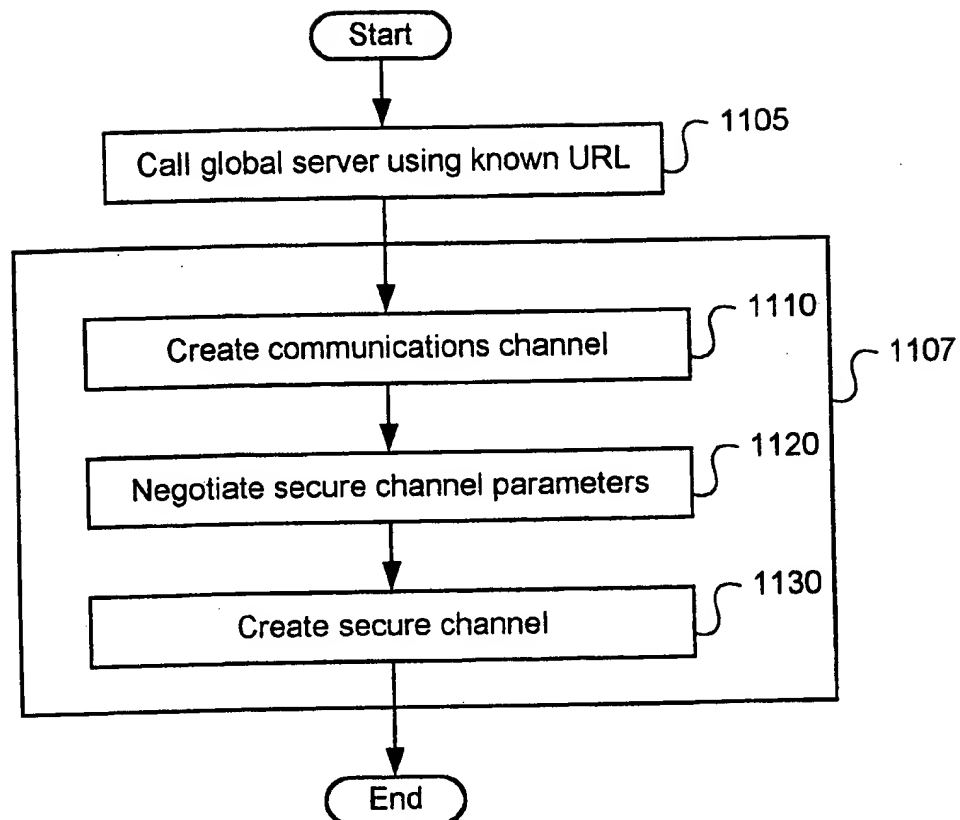 Start
Call global server using known URL
1105
Create communications channel
1110
1107
Negotiate secure channel parameters
1120
Create secure channel
1130
End